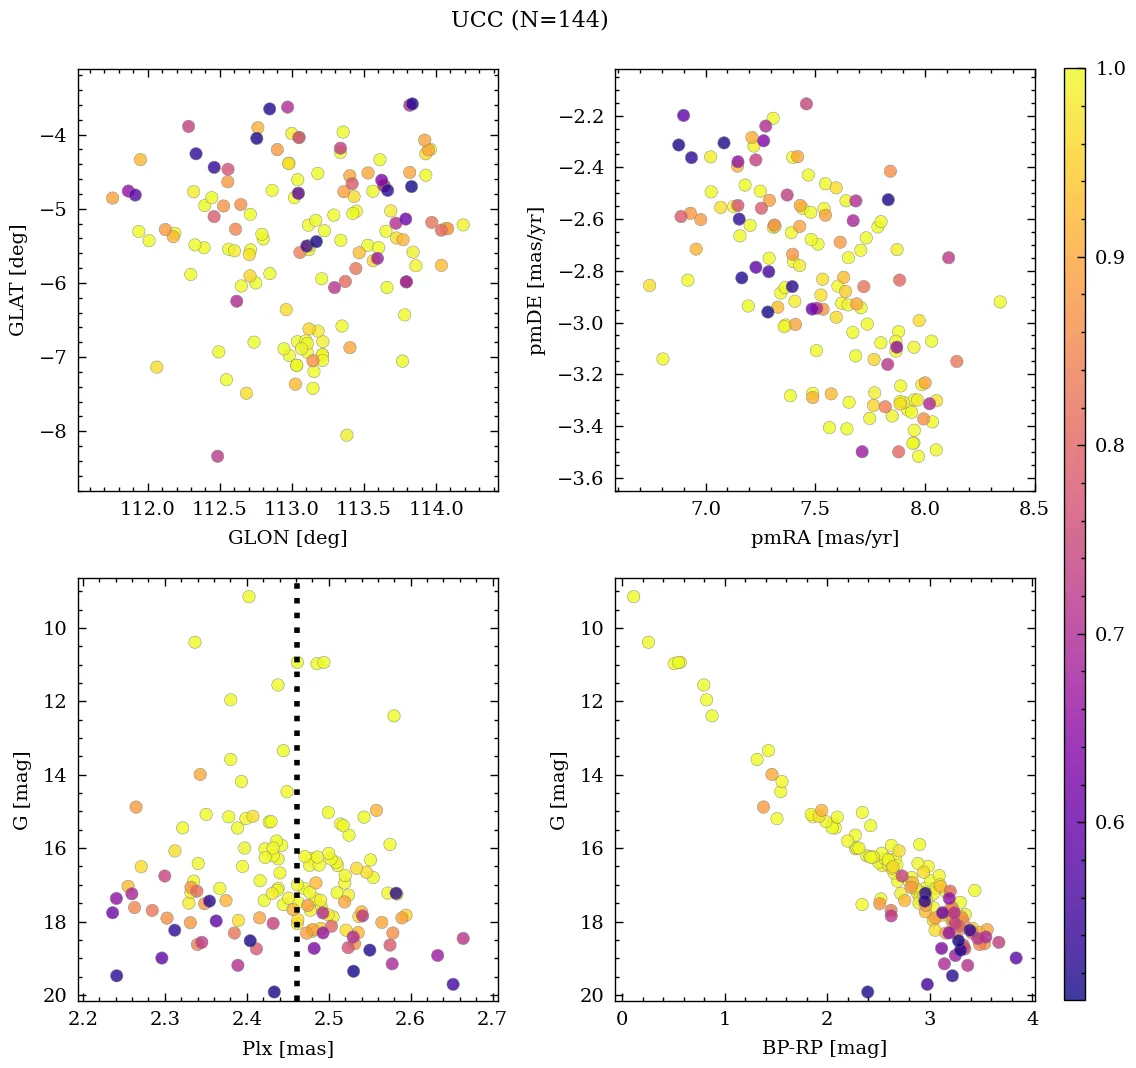 UCC (N=144)
−4
−5
−6
−7
−8
GLAT [deg]
112.0 112.5 113.0 113.5 114.0
GLON [deg]
−2.2
−2.4
−2.6
−2.8
−3.0
−3.2
−3.4
−3.6
pmDE [mas/yr]
7.0 7.5 8.0 8.5
pmRA [mas/yr]
1.0
0.9
0.8
0.7
0.6
10
12
14
16
18
20
G [mag]
2.2 2.3 2.4 2.5 2.6 2.7
Plx [mas]
10
12
14
16
18
20
G [mag]
0 1 2 3 4
BP-RP [mag]